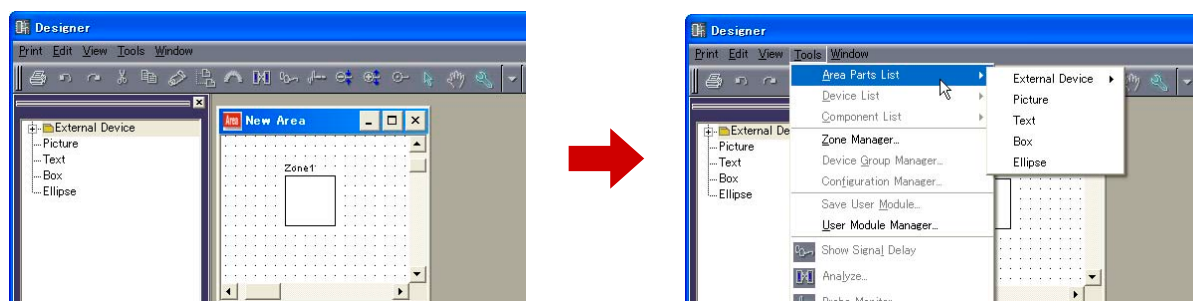 Designer
Print Edit View Tools Window
External Device
Picture
Text
Box
Ellipse
Area New Area
Zone1
Designer
Print Edit View Tools Window
External De
Picture
Text
Box
Ellipse
Area Parts List
Device List
Component List
Zone Manager...
Device Group Manager...
Configuration Manager...
Save User Module...
User Module Manager...
Show Signal Delay
Analyze...
Probe Monitor
External Device
Picture
Text
Box
Ellipse